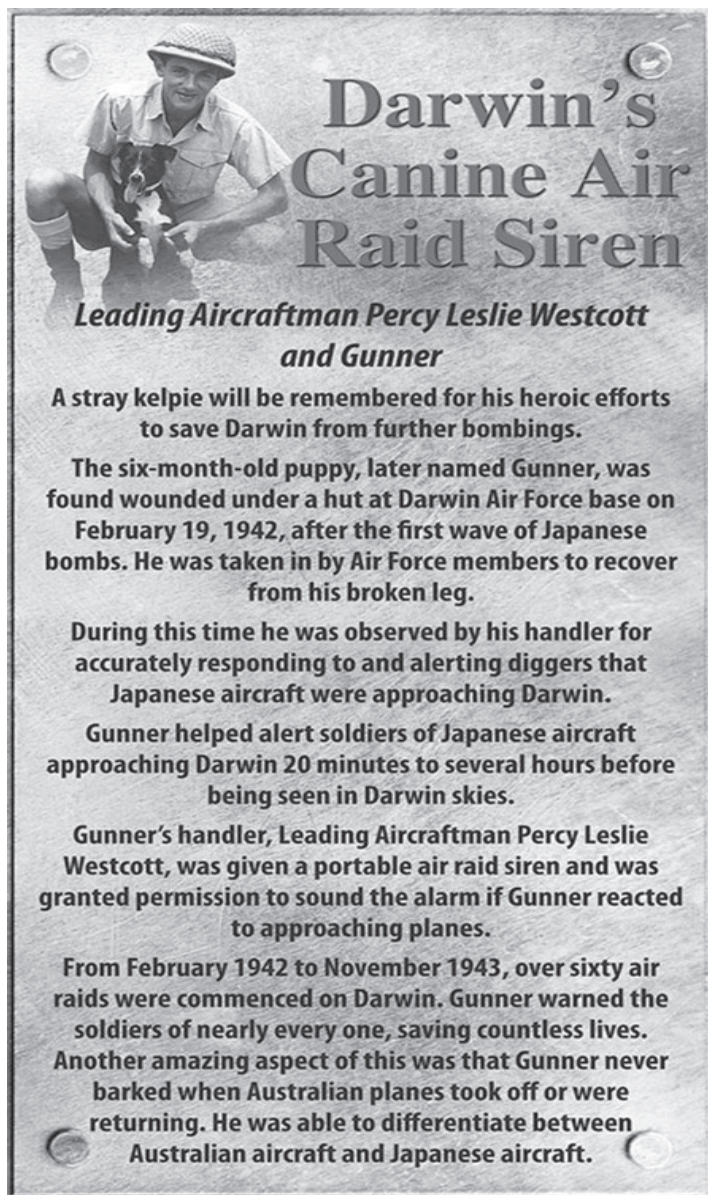 Darwin's
Canine Air
Raid Siren
Leading Aircraftman Percy Leslie Westcott
and Gunner
A stray kelpie will be remembered for his heroic efforts
to save Darwin from further bombings.
The six-month-old puppy, later named Gunner, was
found wounded under a hut at Darwin Air Force base on
February 19, 1942, after the first wave of Japanese
bombs. He was taken in by Air Force members to recover
from his broken leg.
During this time he was observed by his handler for
accurately responding to and alerting diggers that
Japanese aircraft were approaching Darwin.
Gunner helped alert soldiers of Japanese aircraft
approaching Darwin 20 minutes to several hours before
being seen in Darwin skies.
Gunner's handler, Leading Aircraftman Percy Leslie
Westcott, was given a portable air raid siren and was
granted permission to sound the alarm if Gunner reacted
to approaching planes.
From February 1942 to November 1943, over sixty air
raids were commenced on Darwin. Gunner warned the
soldiers of nearly every one, saving countless lives.
Another amazing aspect of this was that Gunner never
barked when Australian planes took off or were
returning. He was able to differentiate between
Australian aircraft and Japanese aircraft.